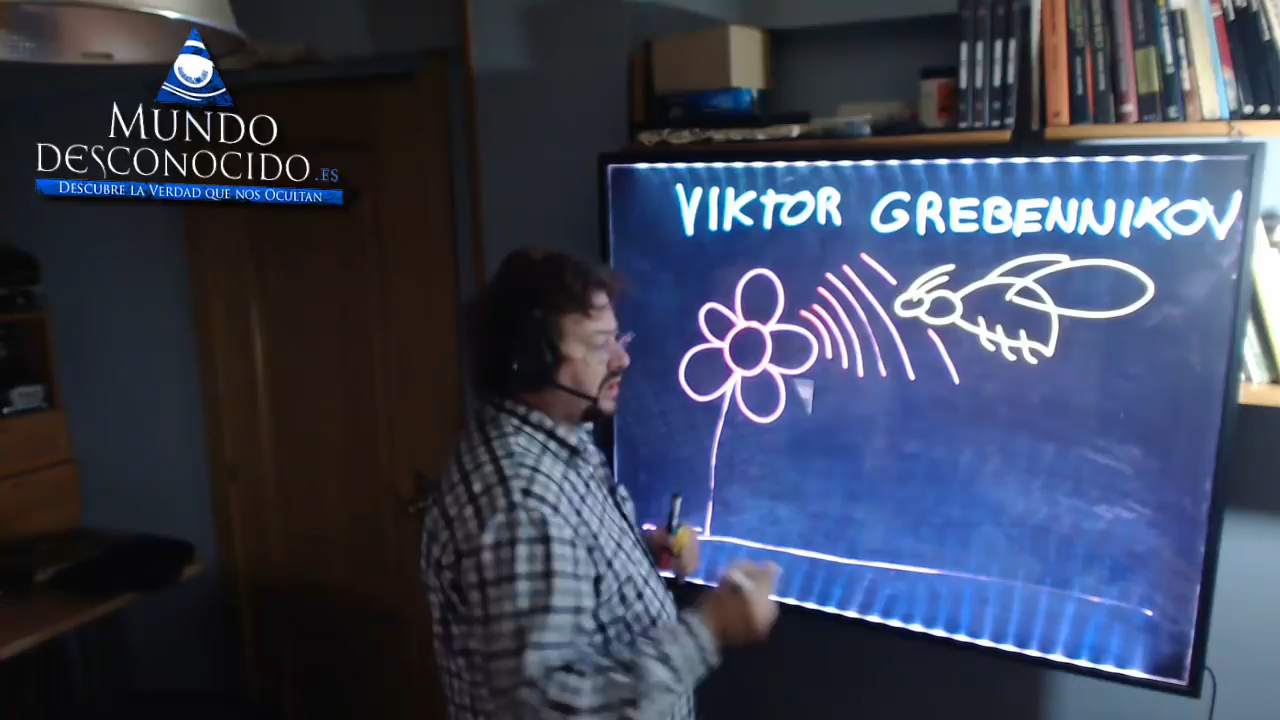 MUNDO
DESCONOCIDO.ES
DESCUBRE LA VERDAD QUE NOS OCULTAN
VIKTOR GREBENNIKOV